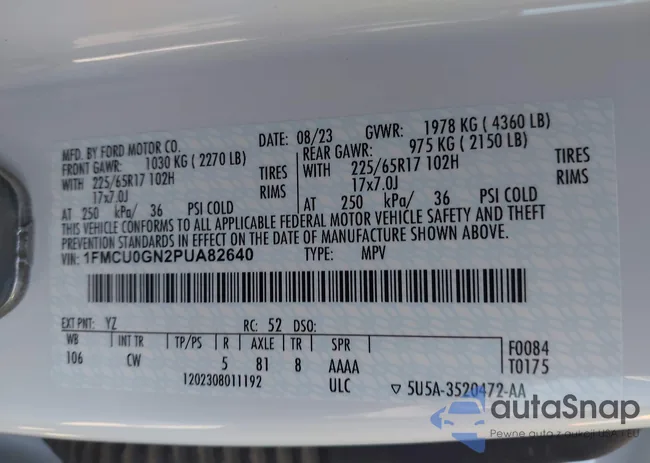 MFD. BY FORD MOTOR CO.
DATE: 08/23 GVWR: 1978 KG ( 4360 LB)
FRONT GAWR: 1030 KG ( 2270 LB) REAR GAWR: 975 KG ( 2150 LB)
WITH 225/65R17 102H TIRES WITH 225/65R17 102H TIRES
17x7.0J RIMS 17x7.0J RIMS
AT 250 kPa/ 36 PSI COLD AT 250 kPa/ 36 PSI COLD
THIS VEHICLE CONFORMS TO ALL APPLICABLE FEDERAL MOTOR VEHICLE SAFETY AND THEFT
PREVENTION STANDARDS IN EFFECT ON THE DATE OF MANUFACTURE SHOWN ABOVE.
VIN: 1FMCU0GN2PUA82640 TYPE: MPV
EXT PNT: YZ RC: 52 DSO:
WB INT TR TP/PS R AXLE TR SPR F0084
106 CW 5 81 8 AAAA T0175
1202308011192 ULC ▽ 5U5A-3520472-AA
autaSnap
Pewne auta z aukcji USA i EU